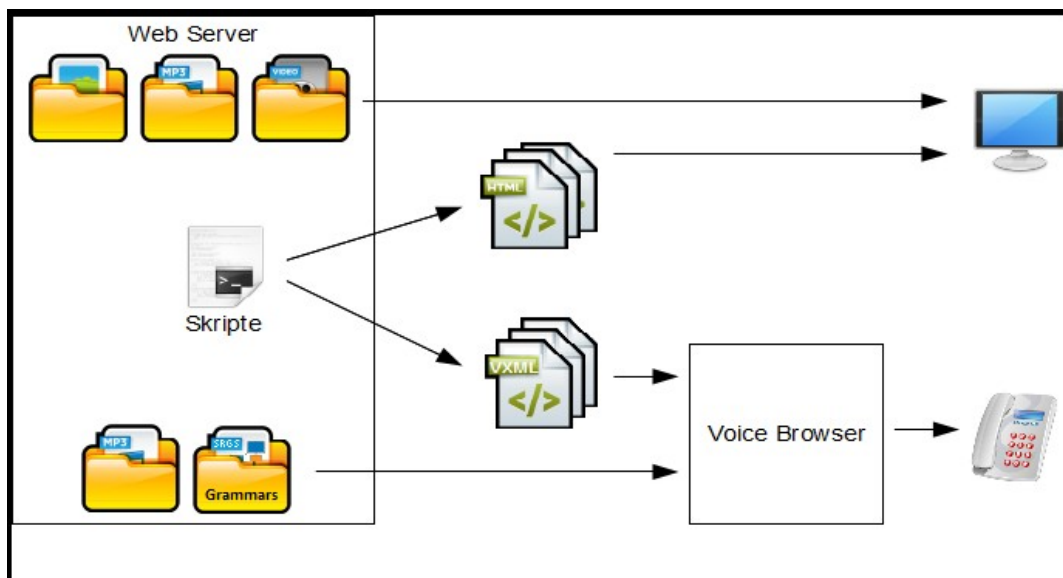 Web Server
MP3
VIDEO
HTML
</>
Skripte
VXML
</>
Voice Browser
MP3
SRGS
Grammars